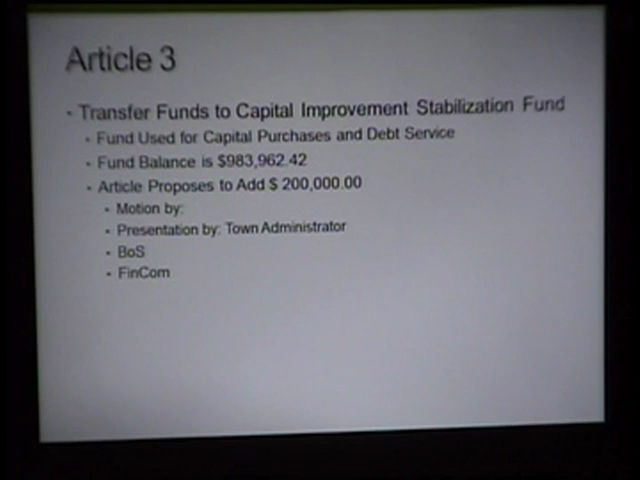 Article 3
• Transfer Funds to Capital Improvement Stabilization Fund
• Fund Used for Capital Purchases and Debt Service
• Fund Balance is $983,962.42
• Article Proposes to Add $ 200,000.00
• Motion by:
• Presentation by: Town Administrator
• BoS
• FinCom